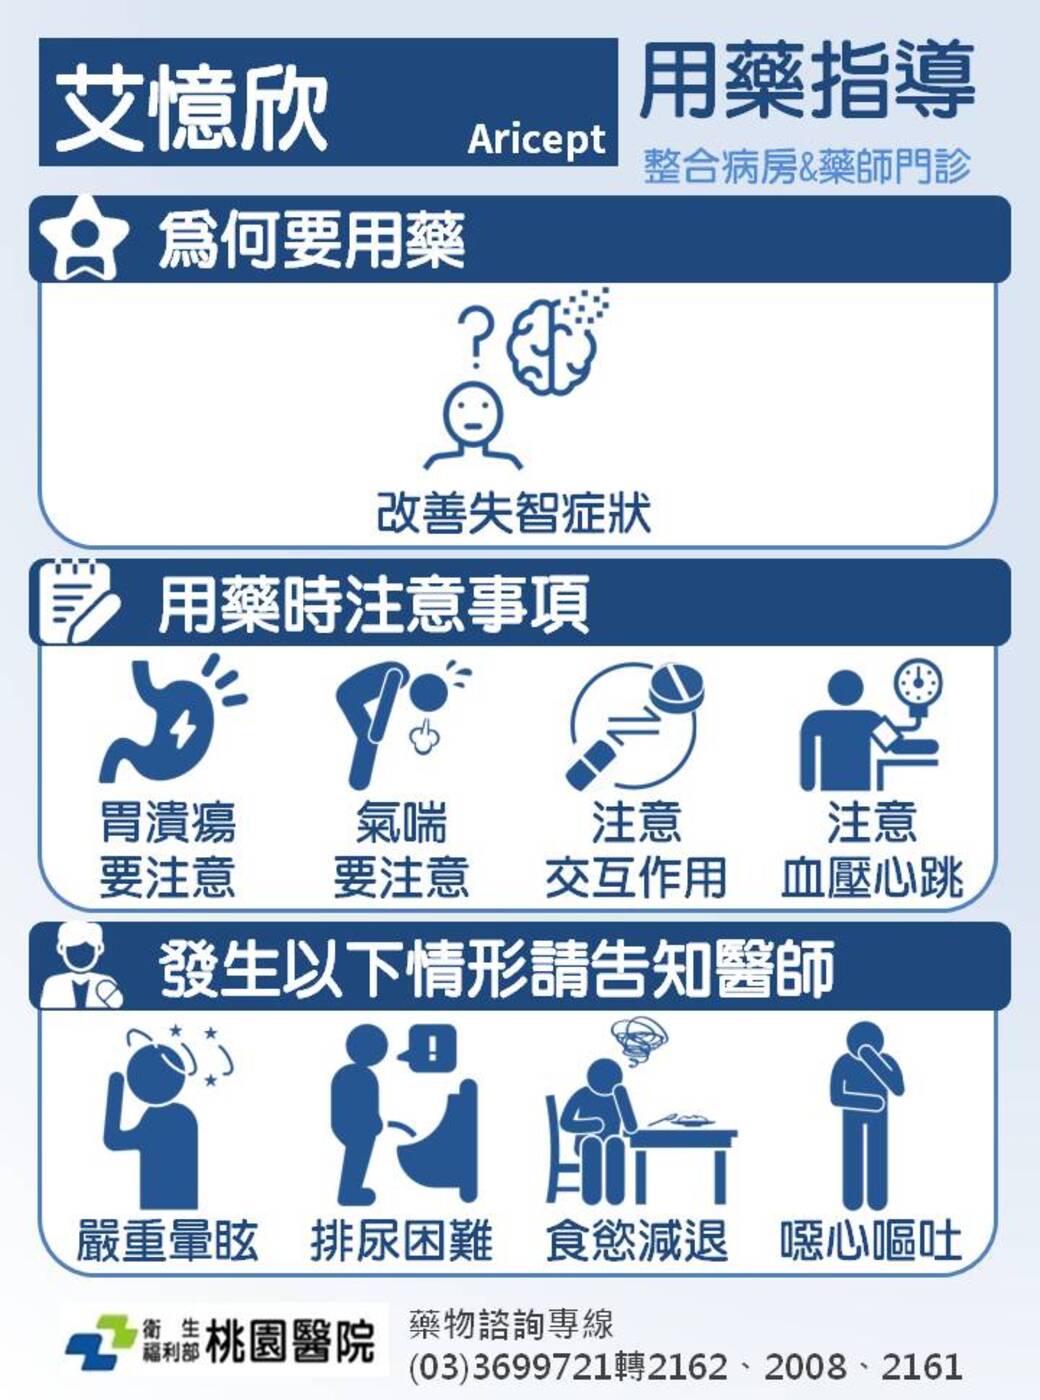 艾憶欣
Aricept
用藥指導
整合病房&藥師門診
為何要用藥
改善失智症狀
用藥時注意事項
胃潰瘍
要注意
氣喘
要注意
注意
交互作用
注意
血壓心跳
發生以下情形請告知醫師
嚴重暈眩
排尿困難
食慾減退
噁心嘔吐
衛生
福利部
桃園醫院
藥物諮詢專線
(03)3699721轉2162、2008、2161